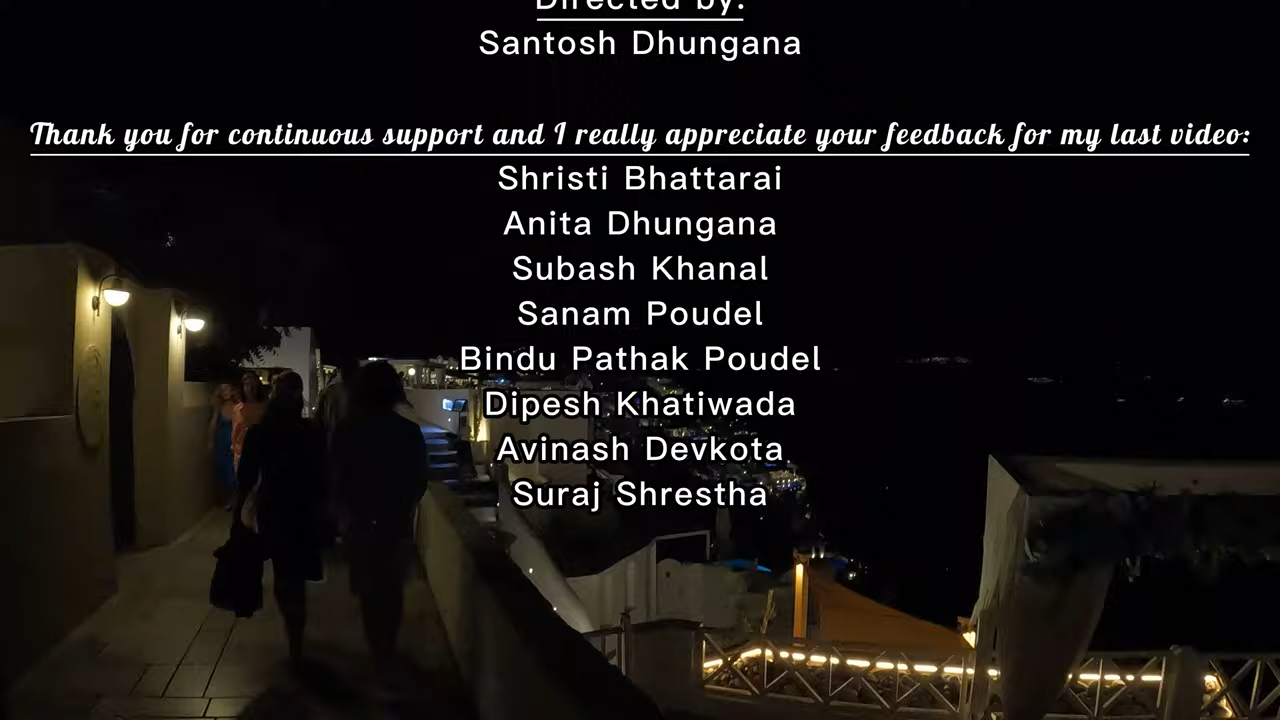 Directed by:
Santosh Dhungana
Thank you for continuous support and I really appreciate your feedback for my last video:
Shristi Bhattarai
Anita Dhungana
Subash Khanal
Sanam Poudel
Bindu Pathak Poudel
Dipesh Khatiwada
Avinash Devkota
Suraj Shrestha